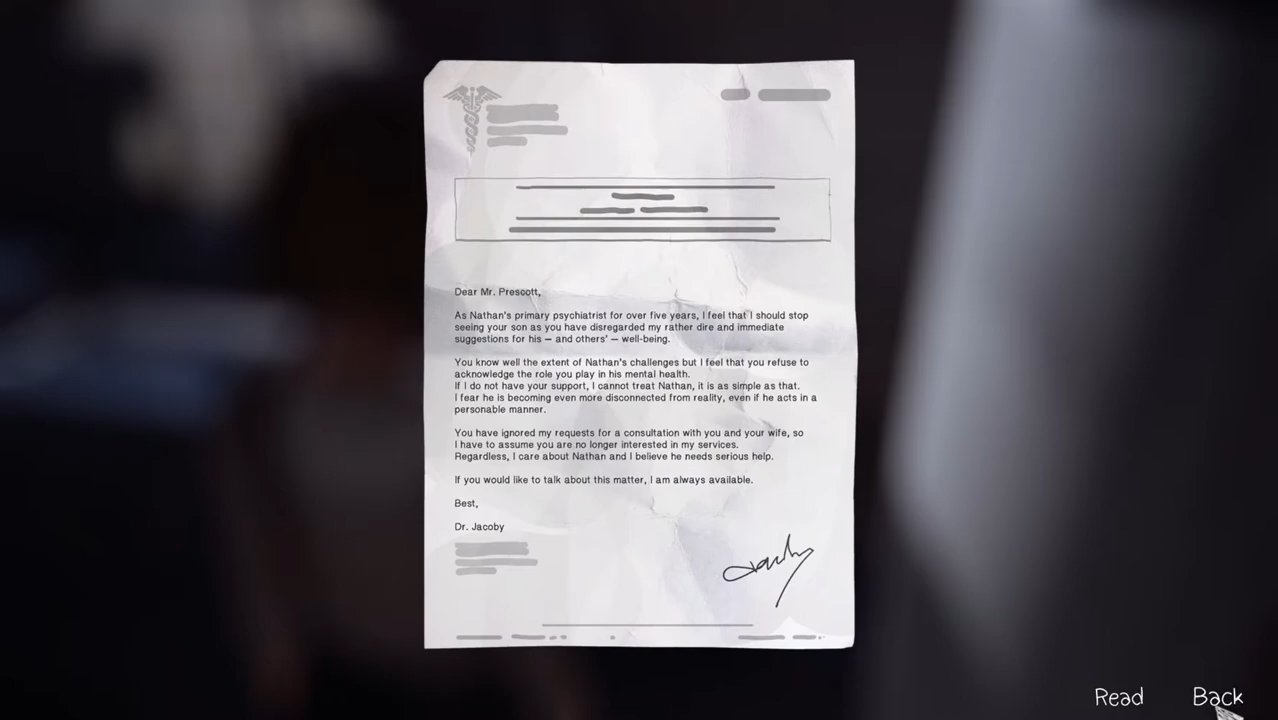 Dear Mr. Prescott,
As Nathan's primary psychiatrist for over five years, I feel that I should stop
seeing your son as you have disregarded my rather dire and immediate
suggestions for his – and others' – well-being.
You know well the extent of Nathan's challenges but I feel that you refuse to
acknowledge the role you play in his mental health.
If I do not have your support, I cannot treat Nathan, it is as simple as that.
I fear he is becoming even more disconnected from reality, even if he acts in a
personable manner.
You have ignored my requests for a consultation with you and your wife, so
I have to assume you are no longer interested in my services.
Regardless, I care about Nathan and I believe he needs serious help.
If you would like to talk about this matter, I am always available.
Best,
Dr. Jacoby
Read
Back